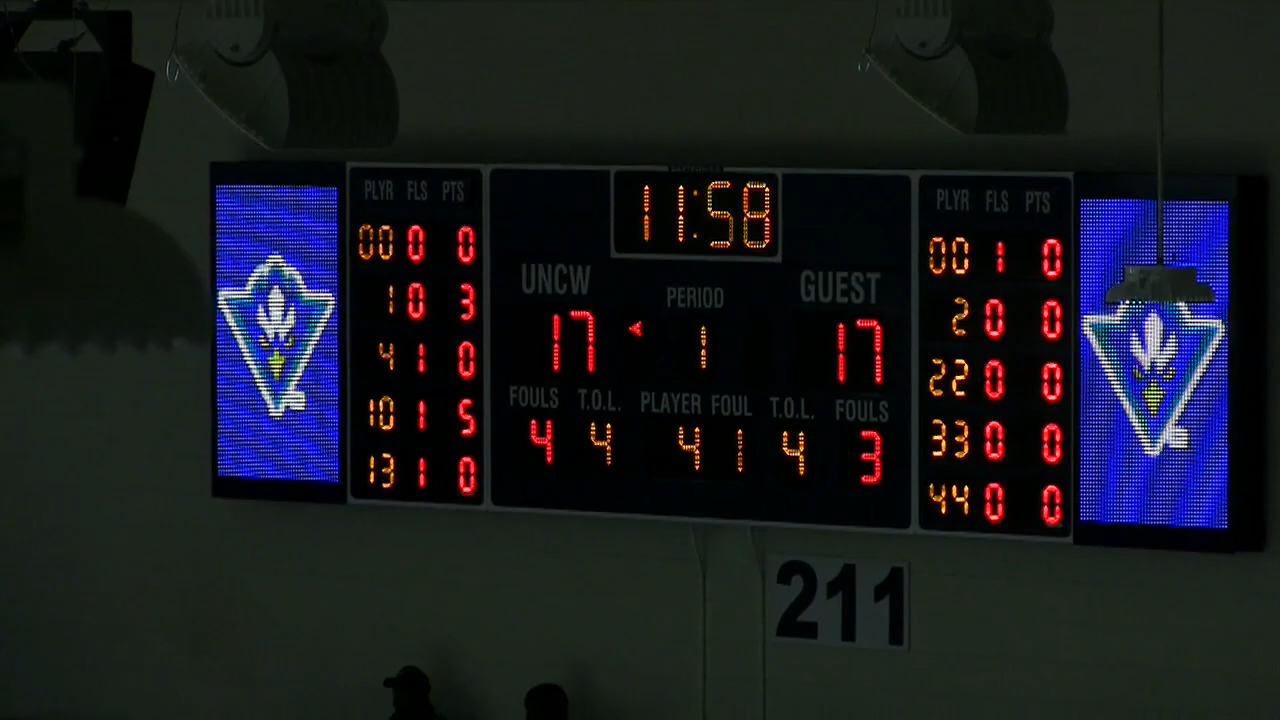 11:58
PLYR FLS PTS
00 0 0
1 0 3
4 1 0
10 1 5
13 1 0
UNCW PERIOD GUEST
17 1 17
FOULS T.O.L. PLAYER FOUL T.O.L. FOULS
4 4 4 1 4 3
PLYR FLS PTS
00 1 0
2 0 0
22 0 0
33 0 0
44 0 0
211